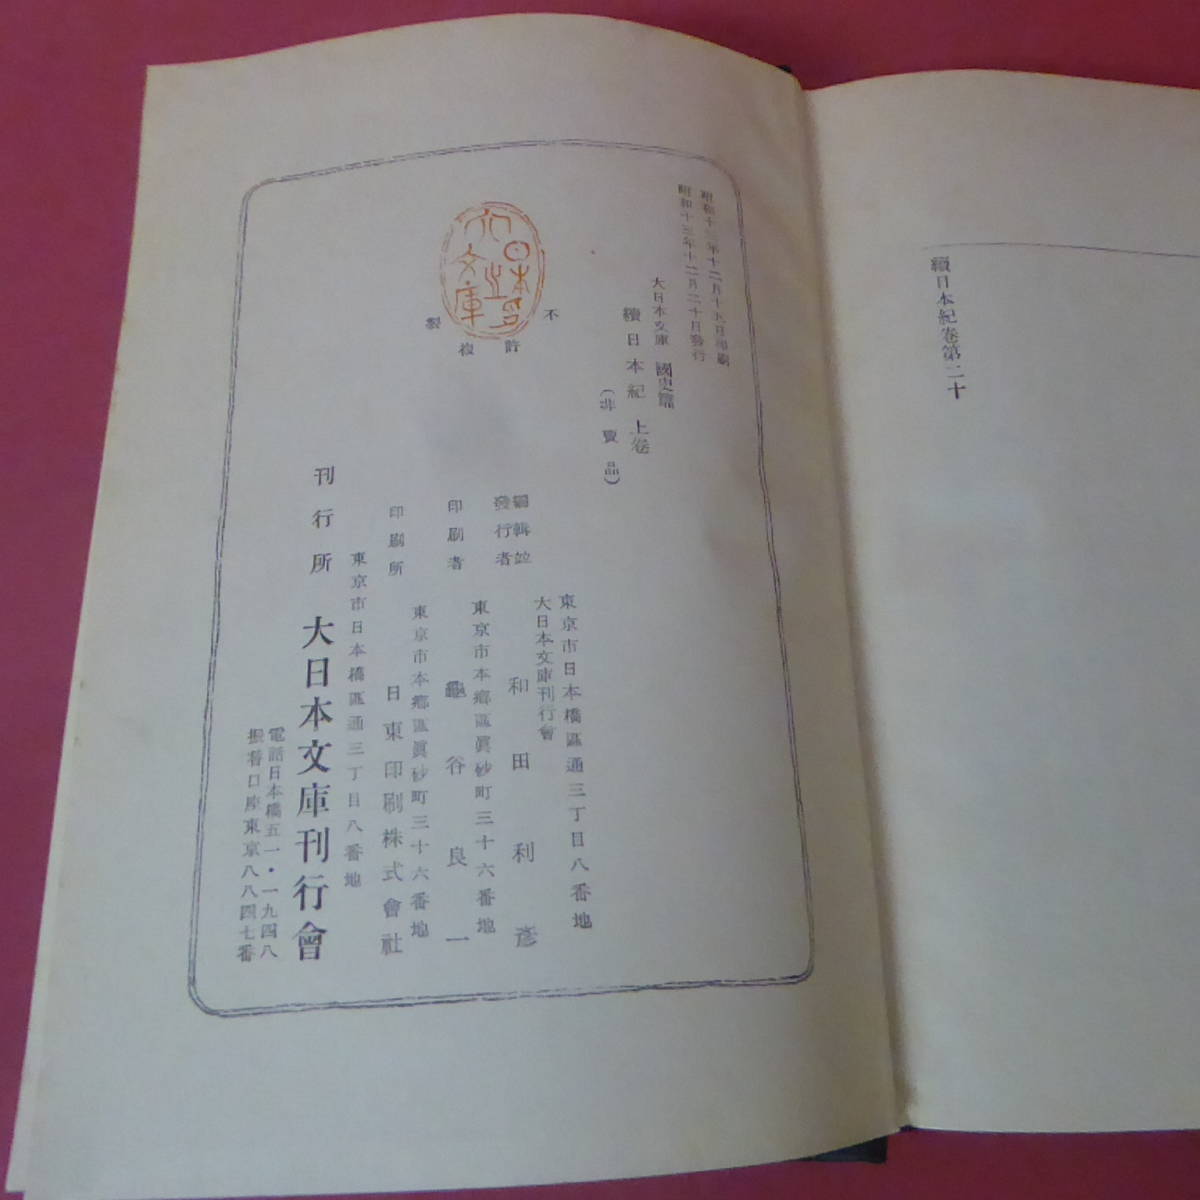 續日本紀卷第二十
昭和十三年十二月十五日印刷
昭和十三年十二月二十日發行
大日本文庫 國史篇
續日本紀 上卷
(非賣品)
不許複製
大日本文庫
東京市日本橋區通三丁目八番地
大日本文庫刊行會
編輯竝發行者 和田利彥
東京市本鄕區眞砂町三十六番地
印刷者 龜谷良一
東京市本鄕區眞砂町三十六番地
印刷所 日東印刷株式會社
東京市日本橋區通三丁目八番地
刊行所 大日本文庫刊行會
電話日本橋五一・一九四八
振替口座東京八八四七番